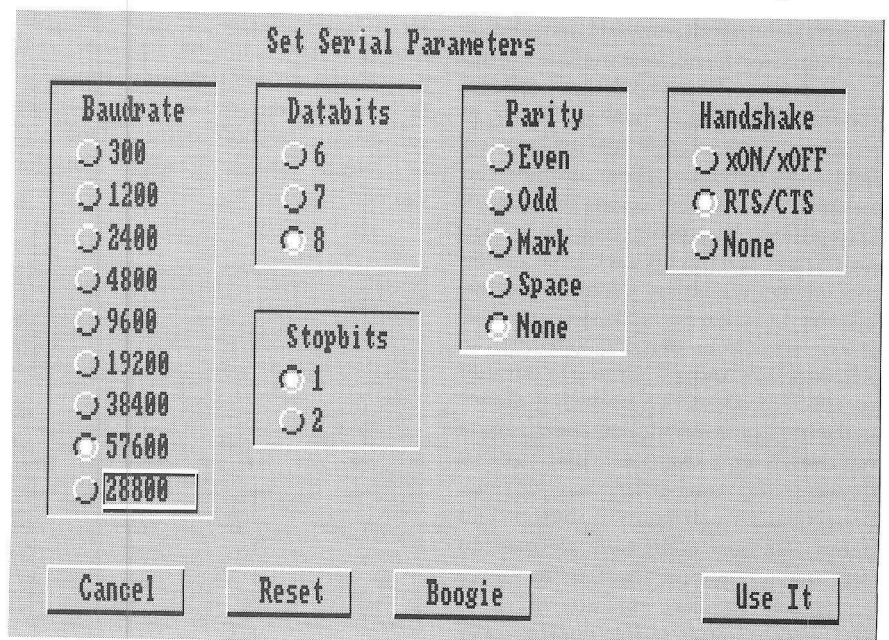 Set Serial Parameters
Baudrate
300
1200
2400
4800
9600
19200
38400
57600
28800
Databits
6
7
8
Stopbits
1
2
Parity
Even
Odd
Mark
Space
None
Handshake
xON/xOFF
RTS/CTS
None
Cancel
Reset
Boogie
Use It